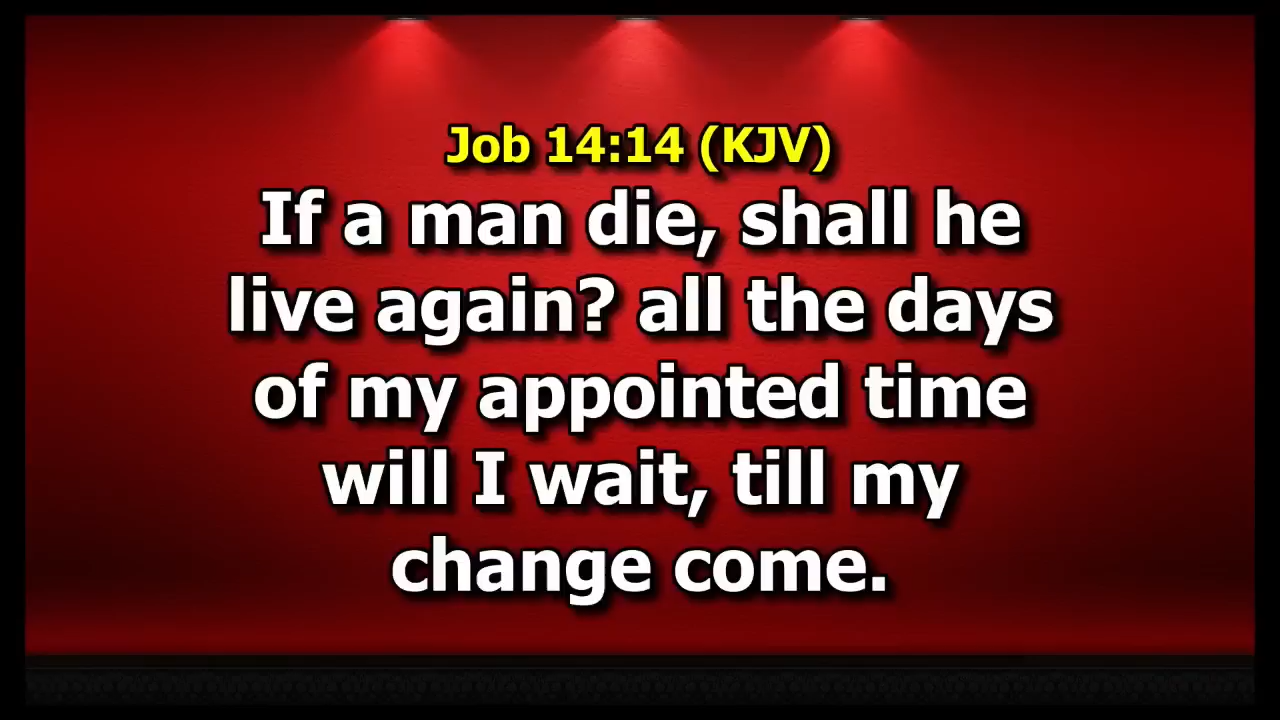 Job 14:14 (KJV)
If a man die, shall he
live again? all the days
of my appointed time
will I wait, till my
change come.